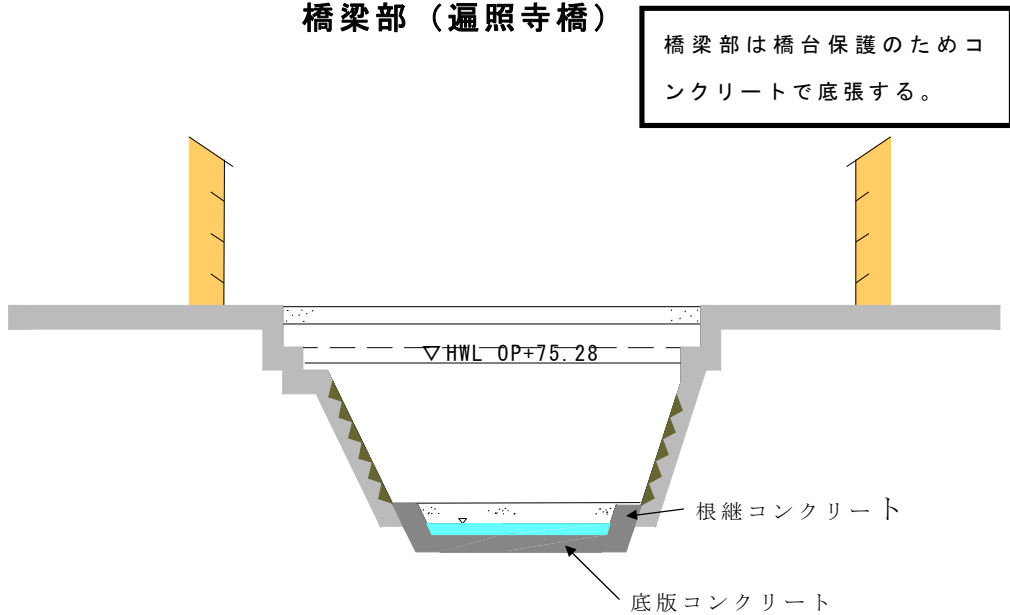 橋梁部（遍照寺橋）
橋梁部は橋台保護のためコ
ンクリートで底張する。
▽HWL OP+75.28
根継コンクリート
底版コンクリート